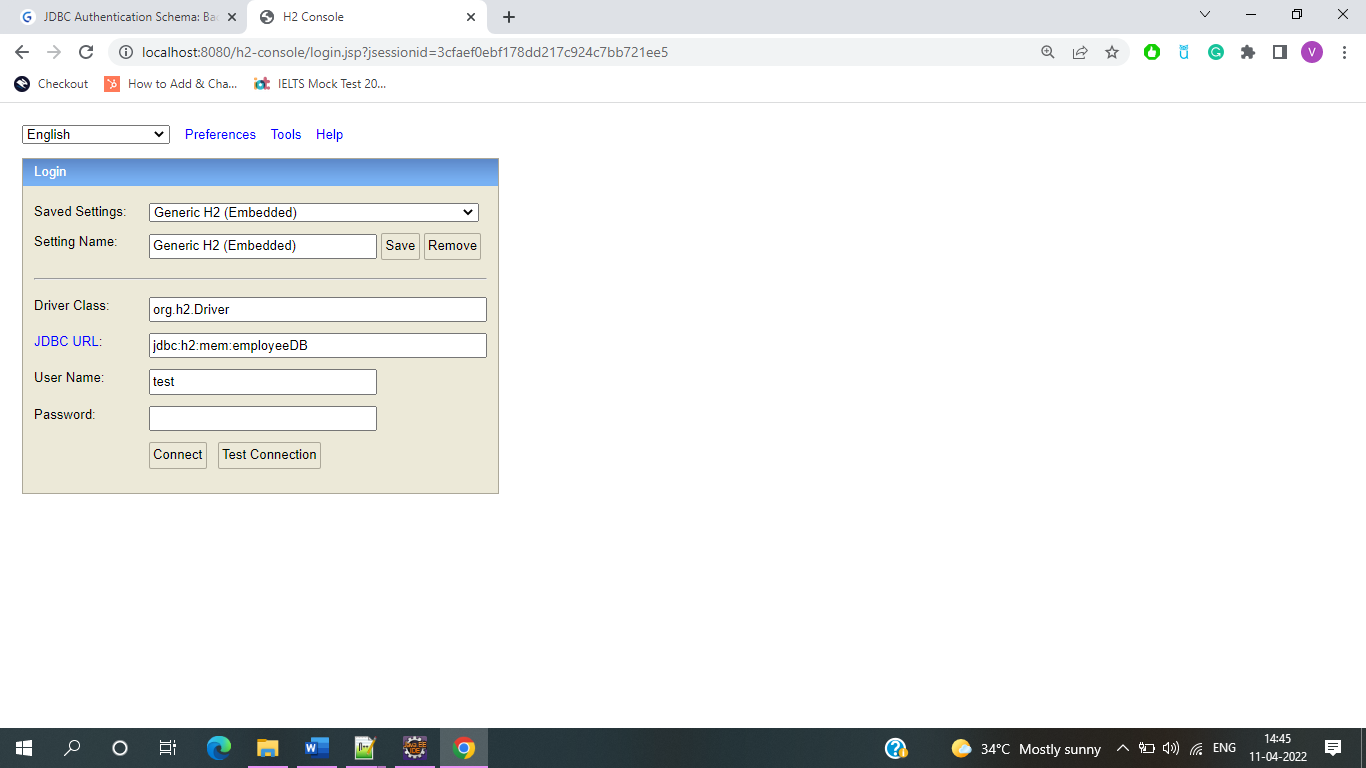 JDBC Authentication Schema: Ba
H2 Console
localhost:8080/h2-console/login.jsp?jsessionid=3cfaef0ebf178dd217c924c7bb721ee5
V
Checkout
How to Add & Cha...
IELTS Mock Test 20...
English
Preferences
Tools
Help
Login
Saved Settings:
Generic H2 (Embedded)
Setting Name:
Generic H2 (Embedded)
Save
Remove
Driver Class:
org.h2.Driver
JDBC URL:
jdbc:h2:mem:employeeDB
User Name:
test
Password:
Connect
Test Connection
34°C Mostly sunny
ENG
14:45
11-04-2022